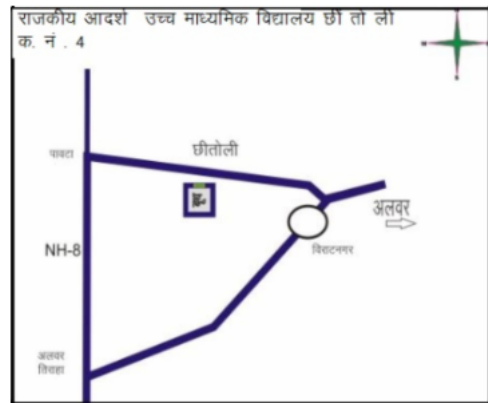 राजकीय आदर्श उच्च माध्यमिक विद्यालय छी तो ली
क. नं . 4
छीतोली
पावटा
अलवर
NH-8
विराटनगर
अलवर
तिराहा